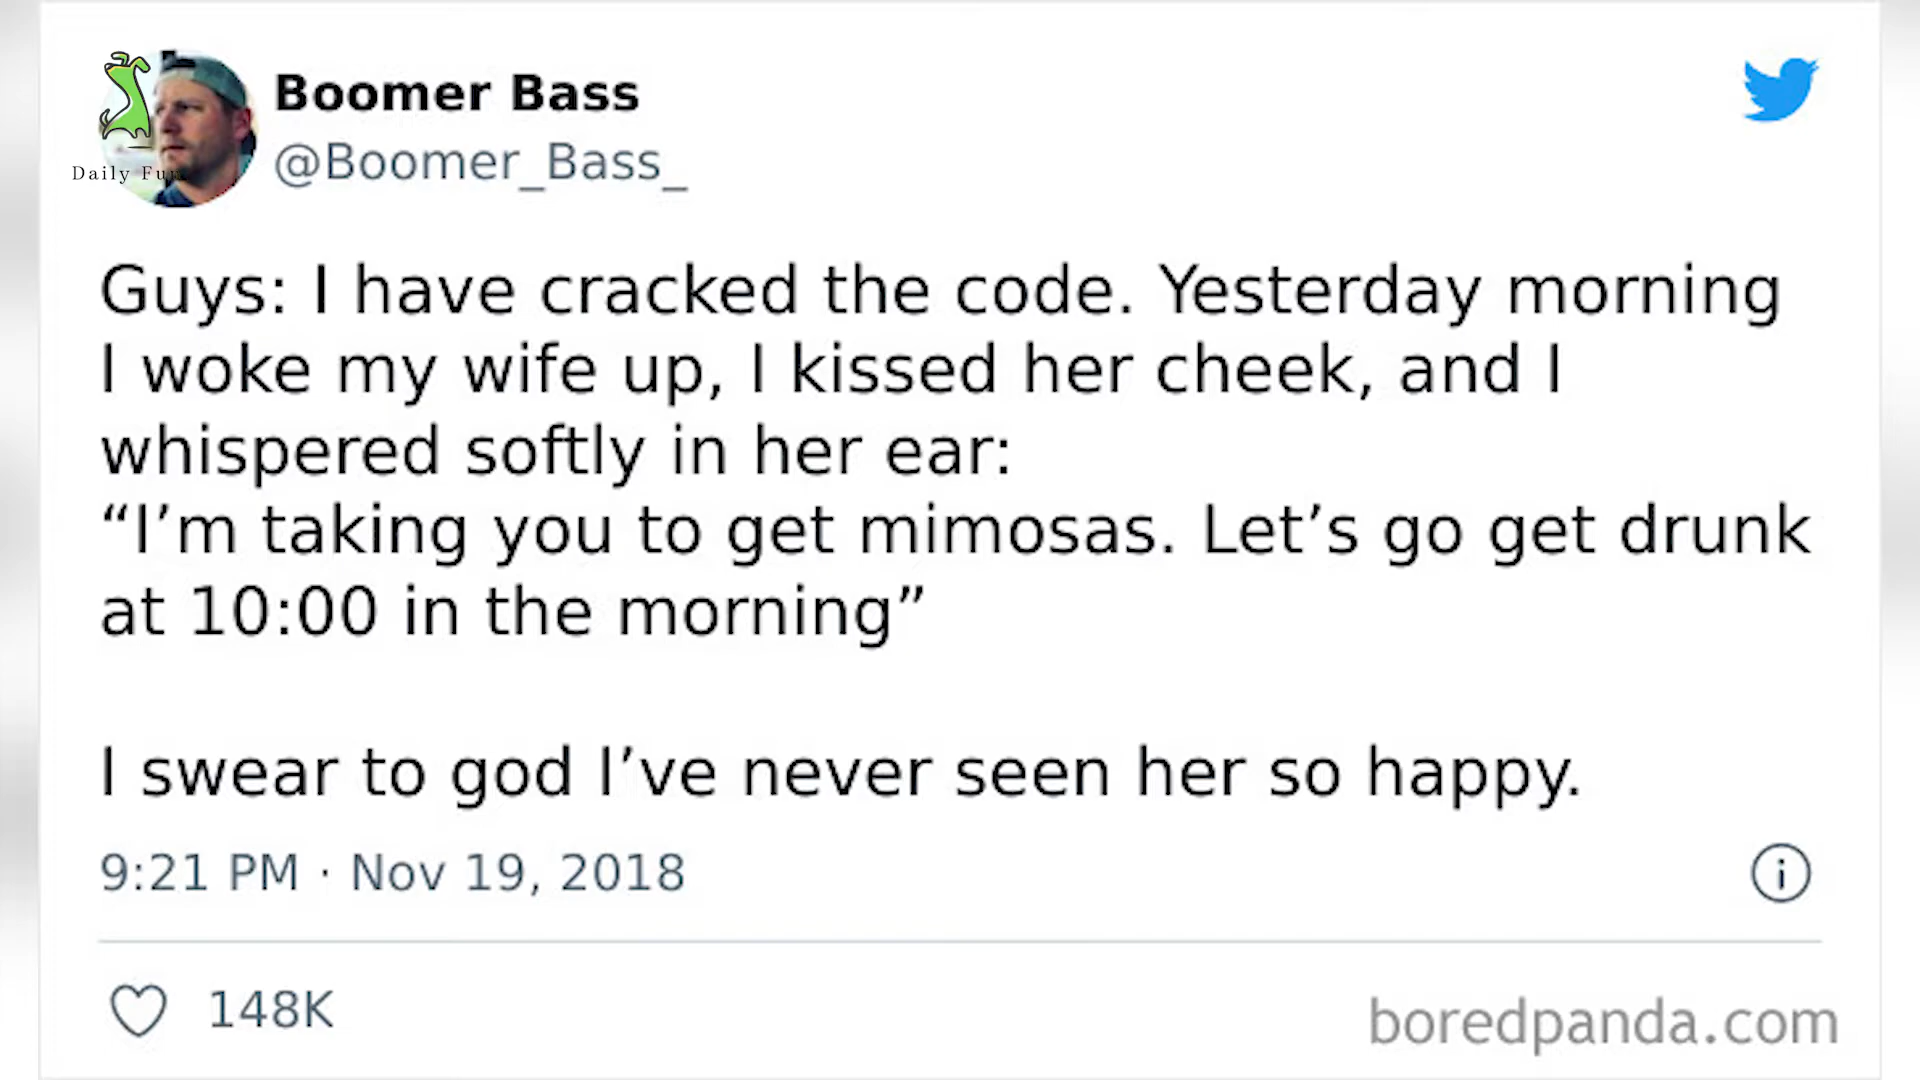 Boomer Bass
@Boomer_Bass_
Daily Fun
Guys: I have cracked the code. Yesterday morning
I woke my wife up, I kissed her cheek, and I
whispered softly in her ear:
“I’m taking you to get mimosas. Let’s go get drunk
at 10:00 in the morning”
I swear to god I’ve never seen her so happy.
9:21 PM · Nov 19, 2018
148K
boredpanda.com